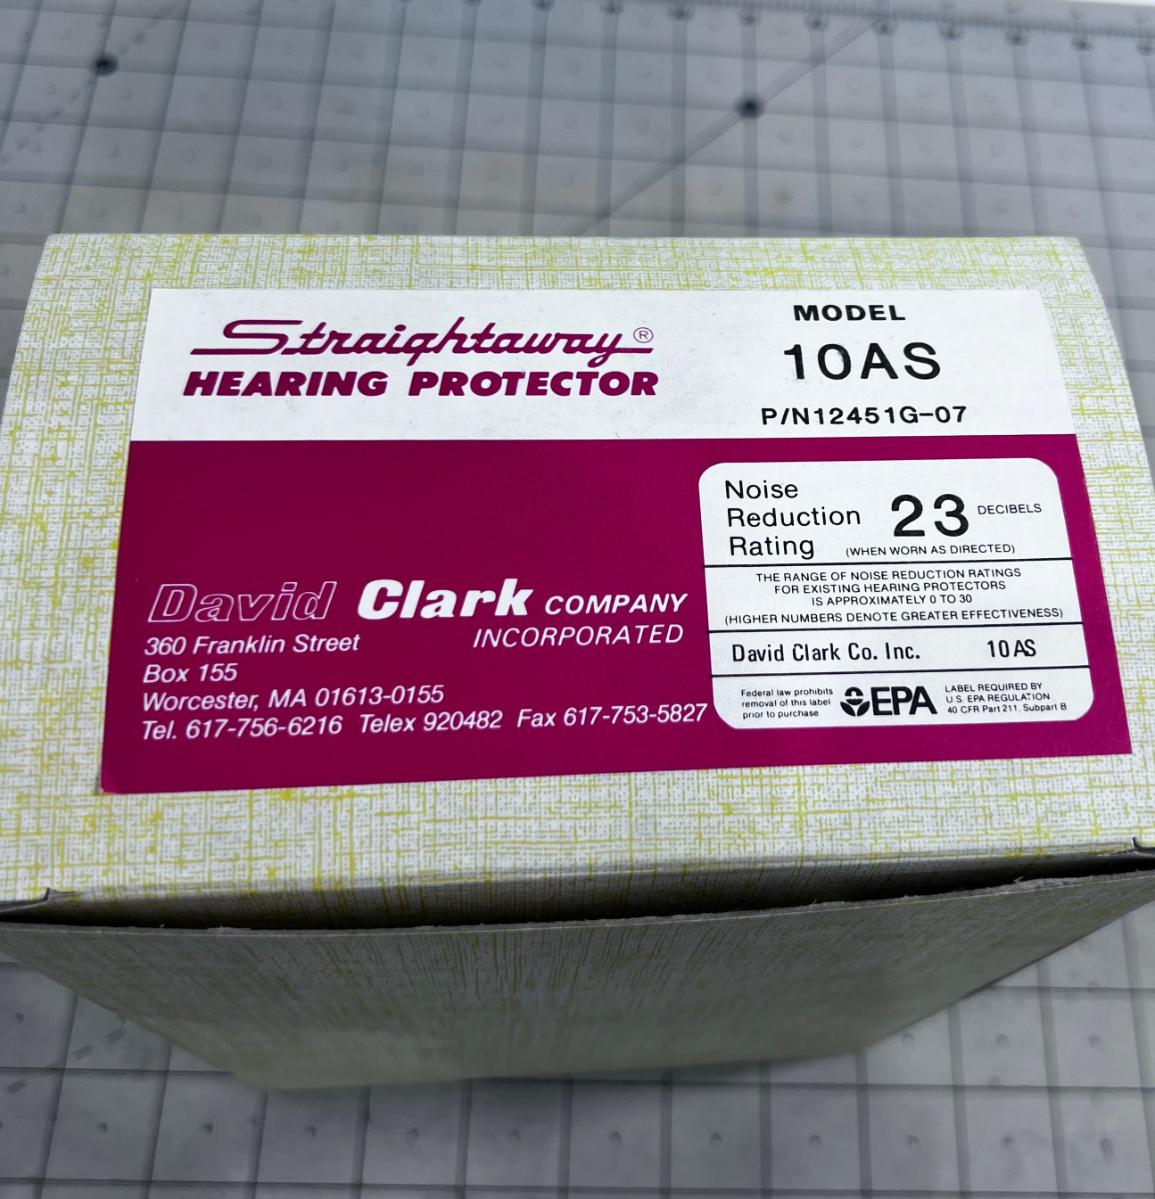 Straightaway®
HEARING PROTECTOR
MODEL
10AS
P/N12451G-07
Noise
Reduction
Rating
23 DECIBELS
(WHEN WORN AS DIRECTED)
THE RANGE OF NOISE REDUCTION RATINGS
FOR EXISTING HEARING PROTECTORS
IS APPROXIMATELY 0 TO 30
(HIGHER NUMBERS DENOTE GREATER EFFECTIVENESS)
David Clark Co. Inc. 10AS
Federal law prohibits
removal of this label
prior to purchase
EPA
LABEL REQUIRED BY
U.S. EPA REGULATION
40 CFR Part 211, Subpart B
David Clark COMPANY
INCORPORATED
360 Franklin Street
Box 155
Worcester, MA 01613-0155
Tel. 617-756-6216 Telex 920482 Fax 617-753-5827